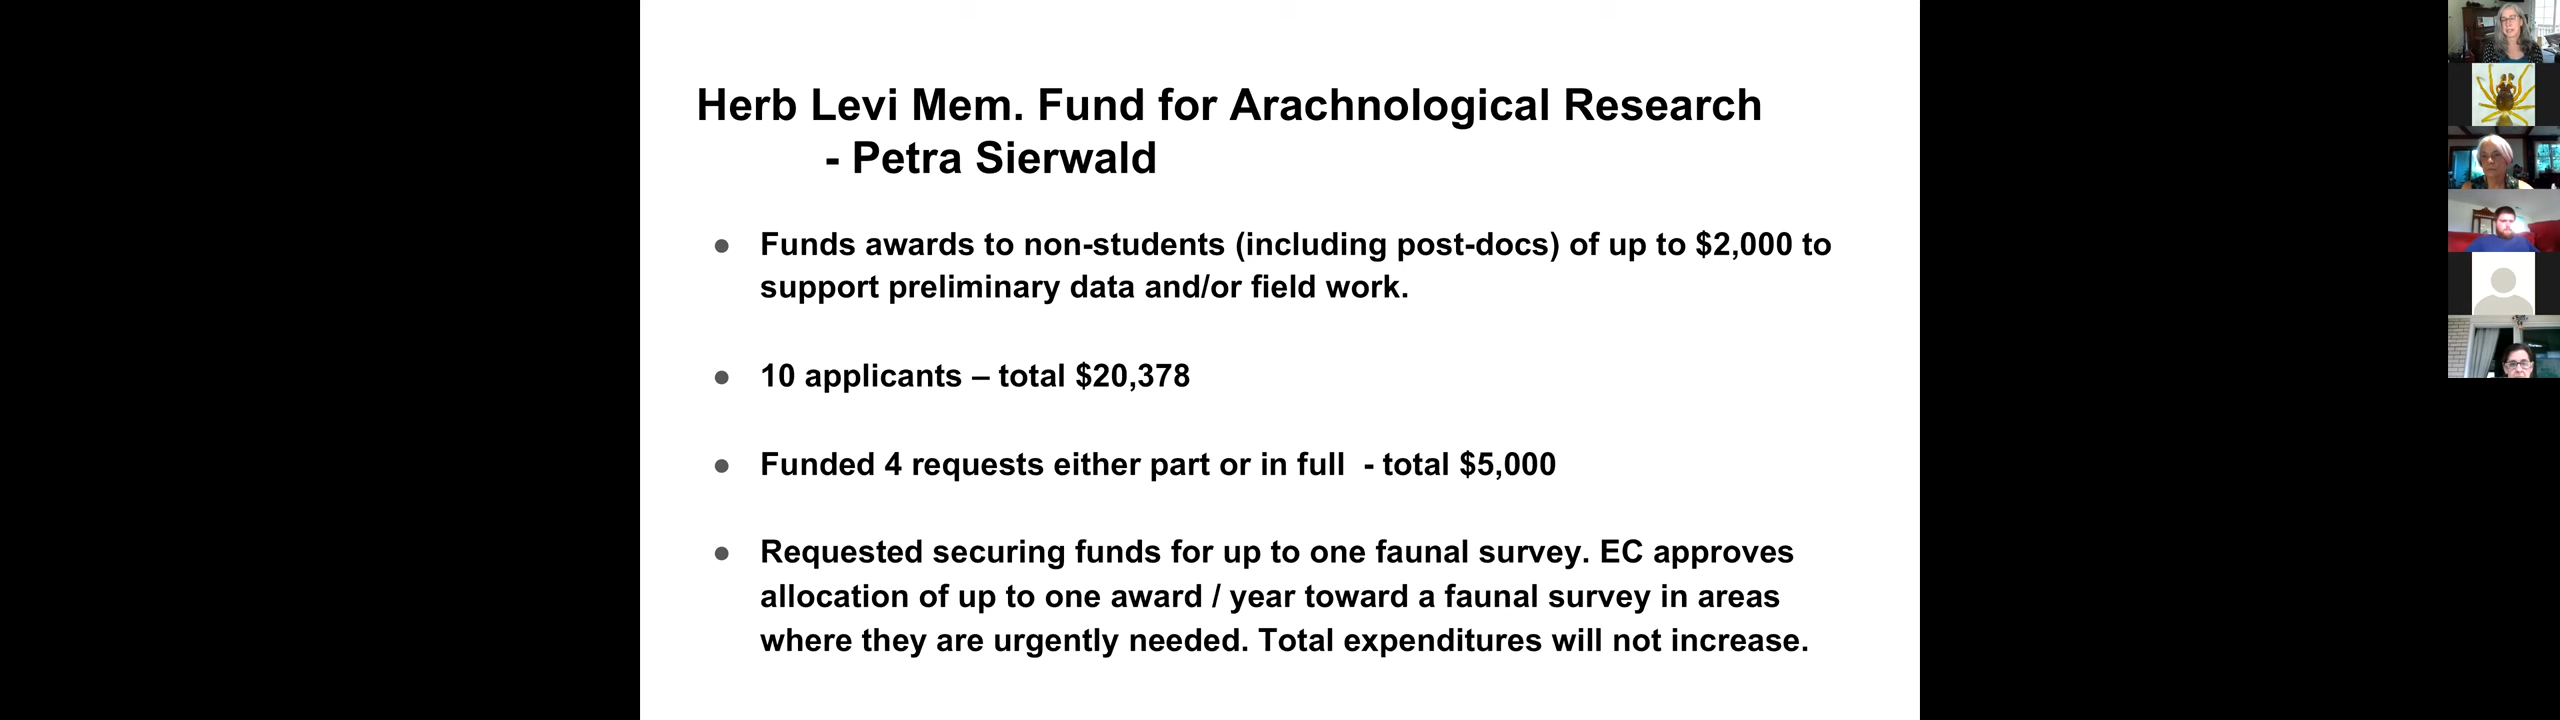 Herb Levi Mem. Fund for Arachnological Research
- Petra Sierwald
● Funds awards to non-students (including post-docs) of up to $2,000 to
support preliminary data and/or field work.
● 10 applicants – total $20,378
● Funded 4 requests either part or in full  - total $5,000
● Requested securing funds for up to one faunal survey. EC approves
allocation of up to one award / year toward a faunal survey in areas
where they are urgently needed. Total expenditures will not increase.